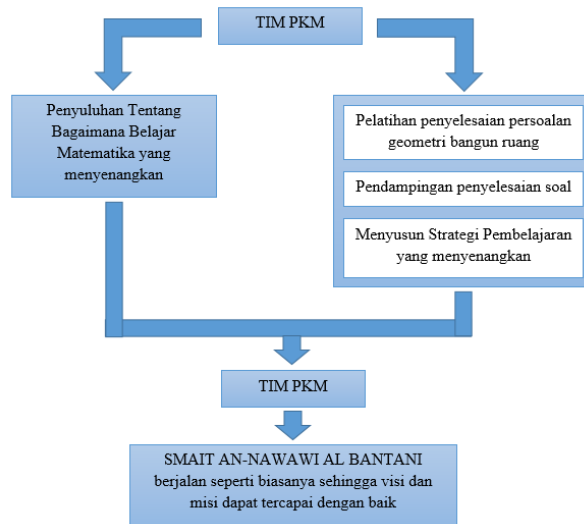 TIM PKM
Penyuluhan Tentang
Bagaimana Belajar
Matematika yang
menyenangkan
Pelatihan penyelesaian persoalan
geometri bangun ruang
Pendampingan penyelesaian soal
Menyusun Strategi Pembelajaran
yang menyenangkan
TIM PKM
SMAIT AN-NAWAWI AL BANTANI
berjalan seperti biasanya sehingga visi dan
misi dapat tercapai dengan baik